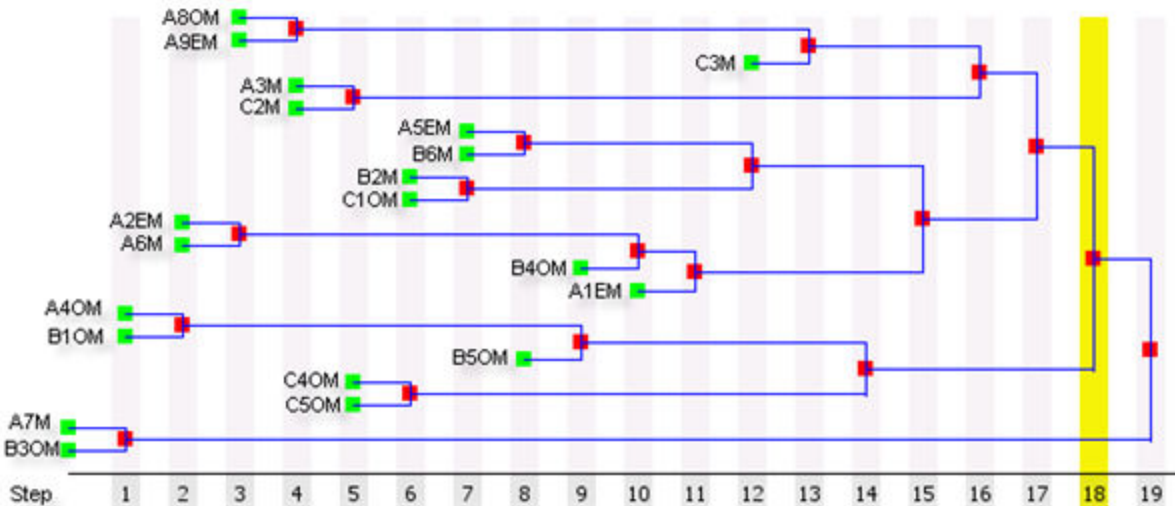 A8OM
A9EM
C3M
A3M
C2M
A5EM
B6M
B2M
C1OM
A2EM
A6M
B4OM
A1EM
A4OM
B1OM
B5OM
C4OM
C5OM
A7M
B3OM
Step 1 2 3 4 5 6 7 8 9 10 11 12 13 14 15 16 17 18 19